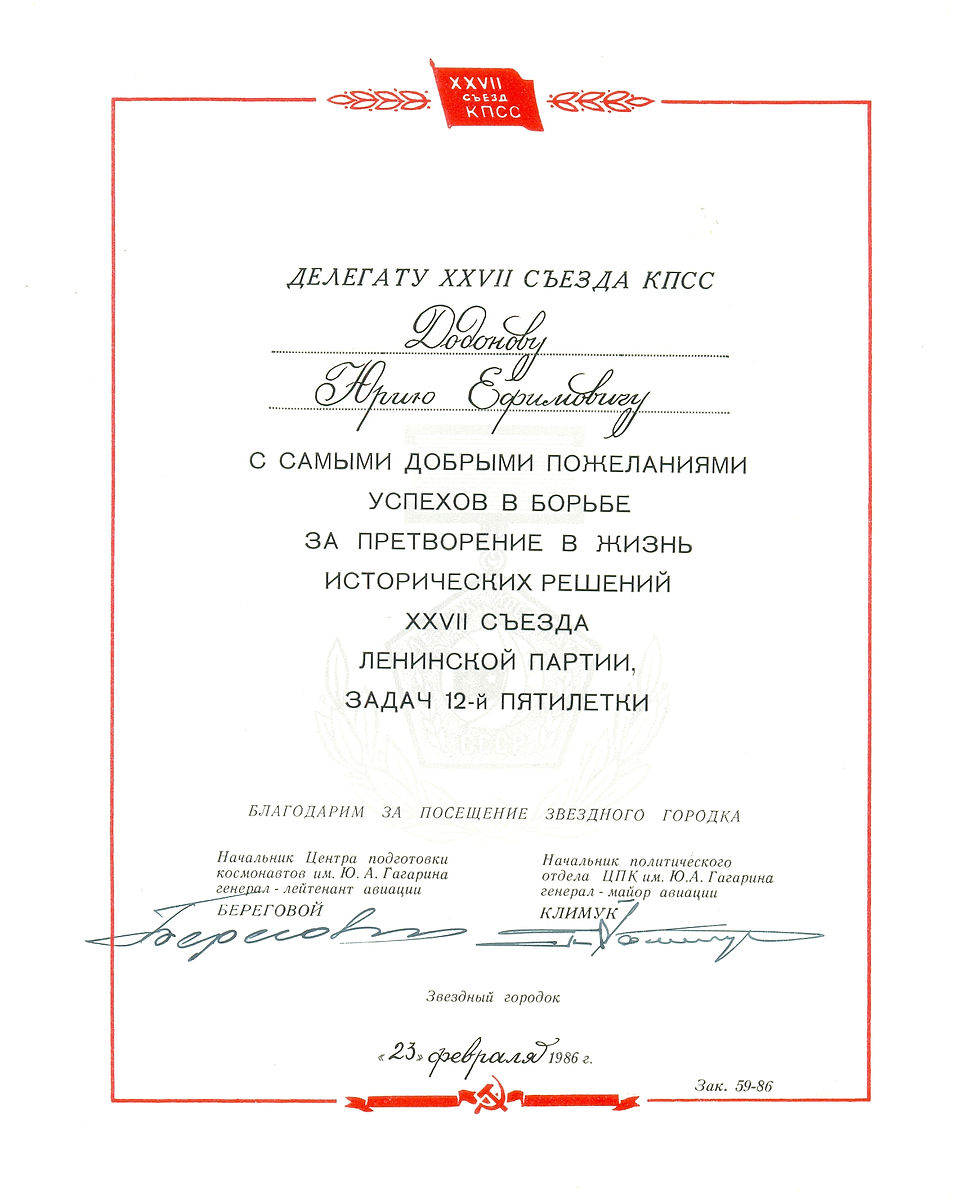 XXVII
СЪЕЗД
КПСС
ДЕЛЕГАТУ XXVII СЪЕЗДА КПСС
Додонову
Юрию Ефимовичу
С САМЫМИ ДОБРЫМИ ПОЖЕЛАНИЯМИ
УСПЕХОВ В БОРЬБЕ
ЗА ПРЕТВОРЕНИЕ В ЖИЗНЬ
ИСТОРИЧЕСКИХ РЕШЕНИЙ
XXVII СЪЕЗДА
ЛЕНИНСКОЙ ПАРТИИ,
ЗАДАЧ 12-й ПЯТИЛЕТКИ
СССР
БЛАГОДАРИМ ЗА ПОСЕЩЕНИЕ ЗВЕЗДНОГО ГОРОДКА
Начальник Центра подготовки
космонавтов им. Ю. А. Гагарина
генерал - лейтенант авиации
БЕРЕГОВОЙ
Начальник политического
отдела ЦПК им. Ю.А. Гагарина
генерал - майор авиации
КЛИМУК
Звездный городок
«23» февраля 1986 г.
Зак. 59-86